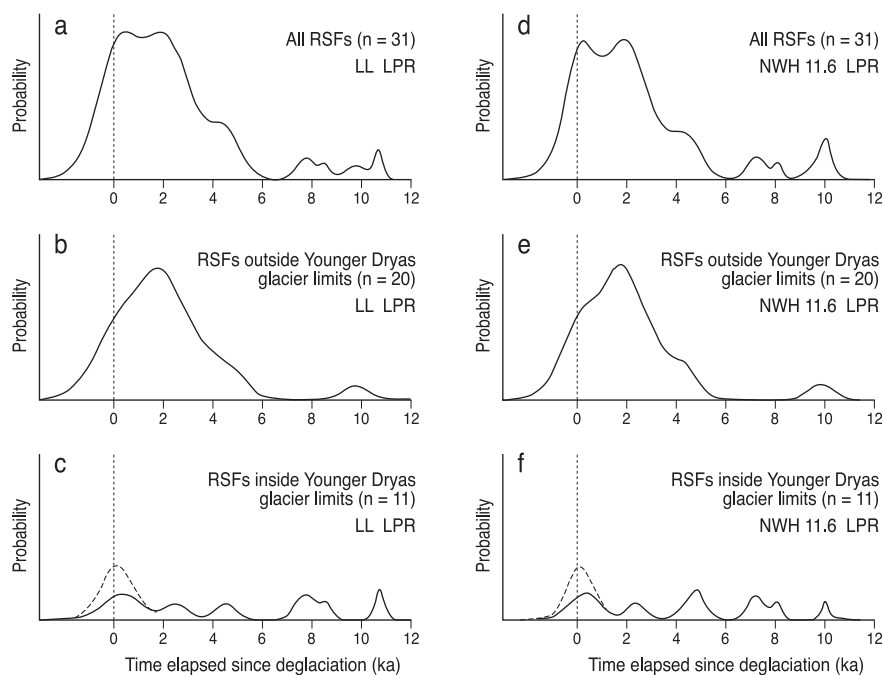 a
All RSFs (n = 31)
LL LPR
Probability
0 2 4 6 8 10 12
d
All RSFs (n = 31)
NWH 11.6 LPR
Probability
0 2 4 6 8 10 12
b
RSFs outside Younger Dryas
glacier limits (n = 20)
LL LPR
Probability
0 2 4 6 8 10 12
e
RSFs outside Younger Dryas
glacier limits (n = 20)
NWH 11.6 LPR
Probability
0 2 4 6 8 10 12
c
RSFs inside Younger Dryas
glacier limits (n = 11)
LL LPR
Probability
0 2 4 6 8 10 12
Time elapsed since deglaciation (ka)
f
RSFs inside Younger Dryas
glacier limits (n = 11)
NWH 11.6 LPR
Probability
0 2 4 6 8 10 12
Time elapsed since deglaciation (ka)